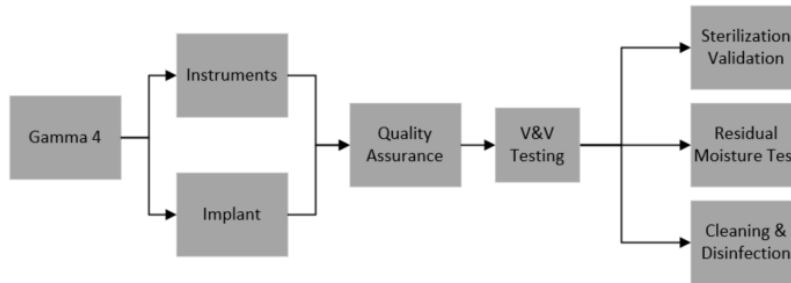 Gamma 4
Instruments
Implant
Quality
Assurance
V&V
Testing
Sterilization
Validation
Residual
Moisture Tes
Cleaning &
Disinfection